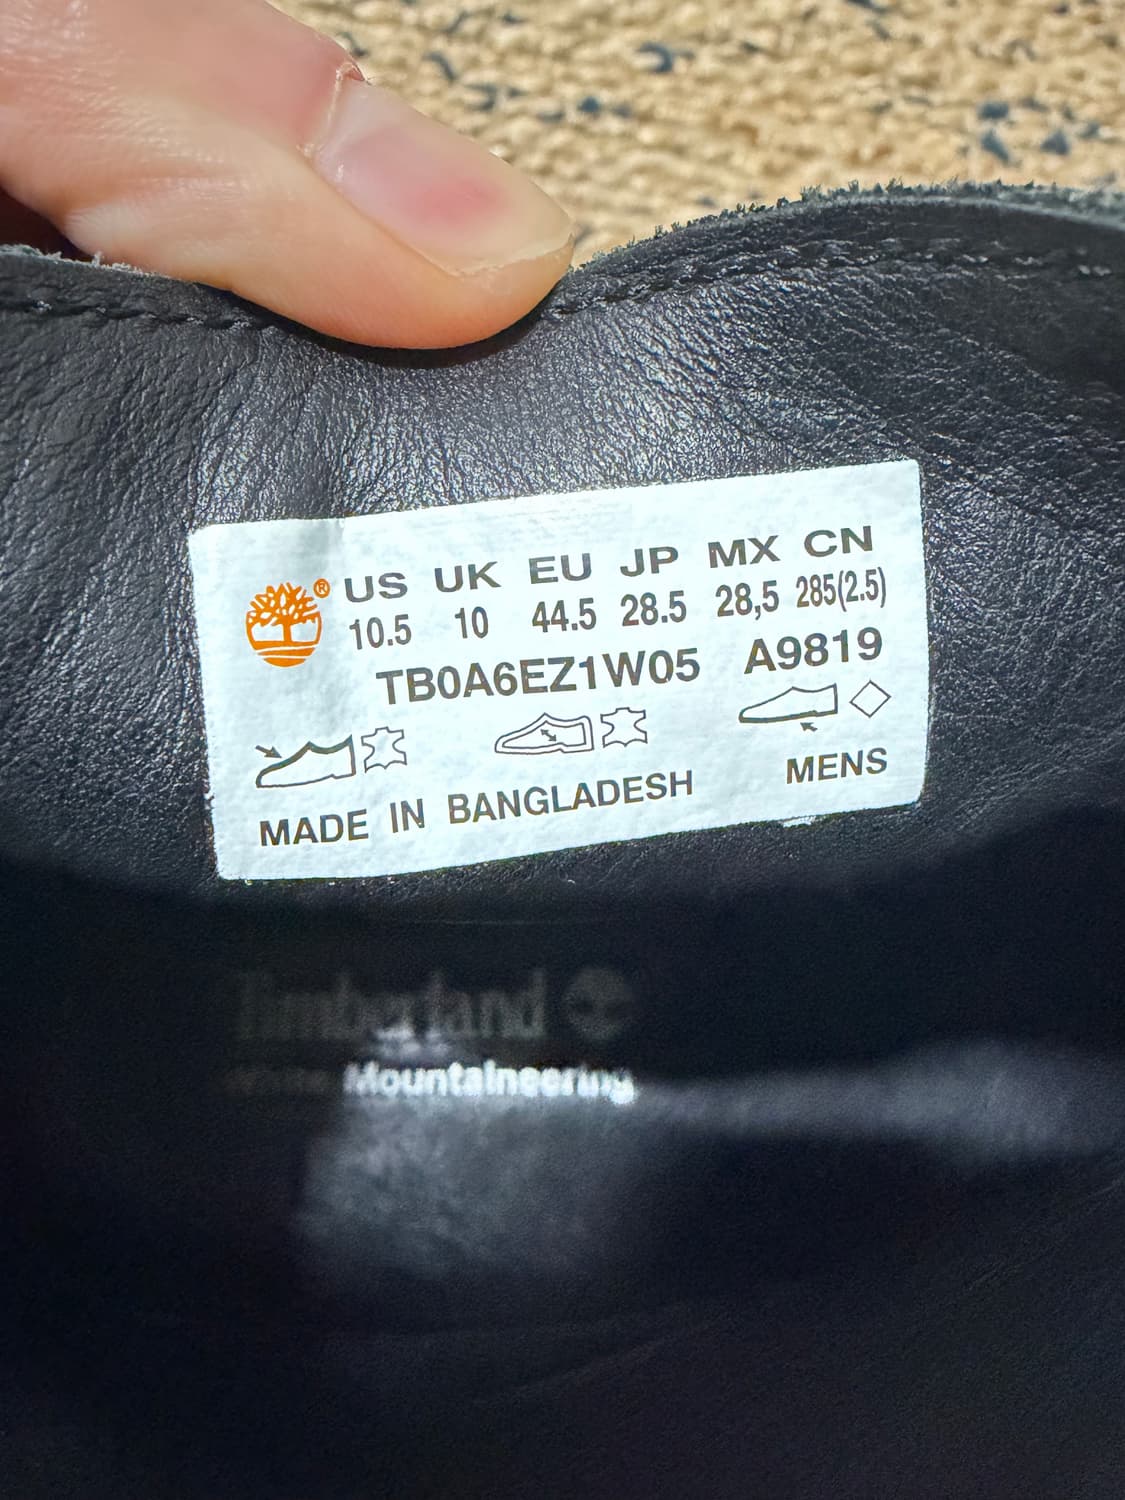 ® US UK EU JP MX CN
10.5 10 44.5 28.5 28,5 285(2.5)
TB0A6EZ1W05 A9819
MADE IN BANGLADESH MENS
Timberland
Mountaineering